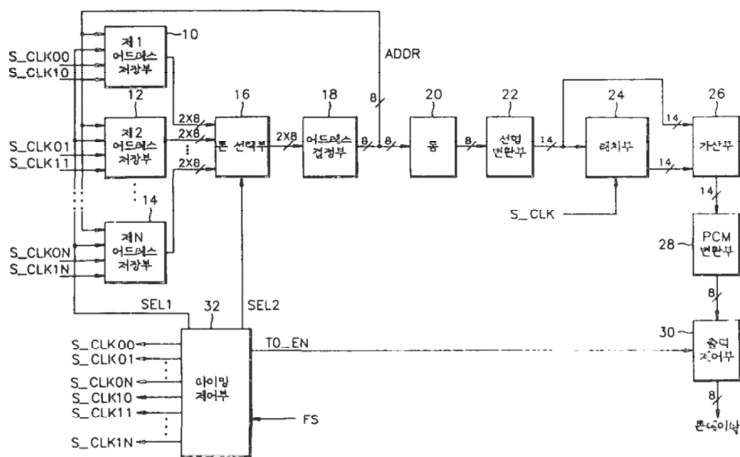 제1
어드레스
저장부
10
S_CLK00
S_CLK10
12
제2
어드레스
저장부
S_CLK01
S_CLK11
14
제N
어드레스
저장부
S_CLK0N
S_CLK1N
2X8
2X8
2X8
16
톤 선택부
2X8
18
어드레스
결정부
8
8
8
ADDR
20
롬
8
22
선형
변환부
14
24
래치부
S_CLK
14
14
26
가산부
14
28
PCM
변환부
8
30
출력
제어부
8
톤데이타
SEL1
SEL2
32
타이밍
제어부
TO_EN
FS
S_CLK00
S_CLK01
S_CLK0N
S_CLK10
S_CLK11
S_CLK1N